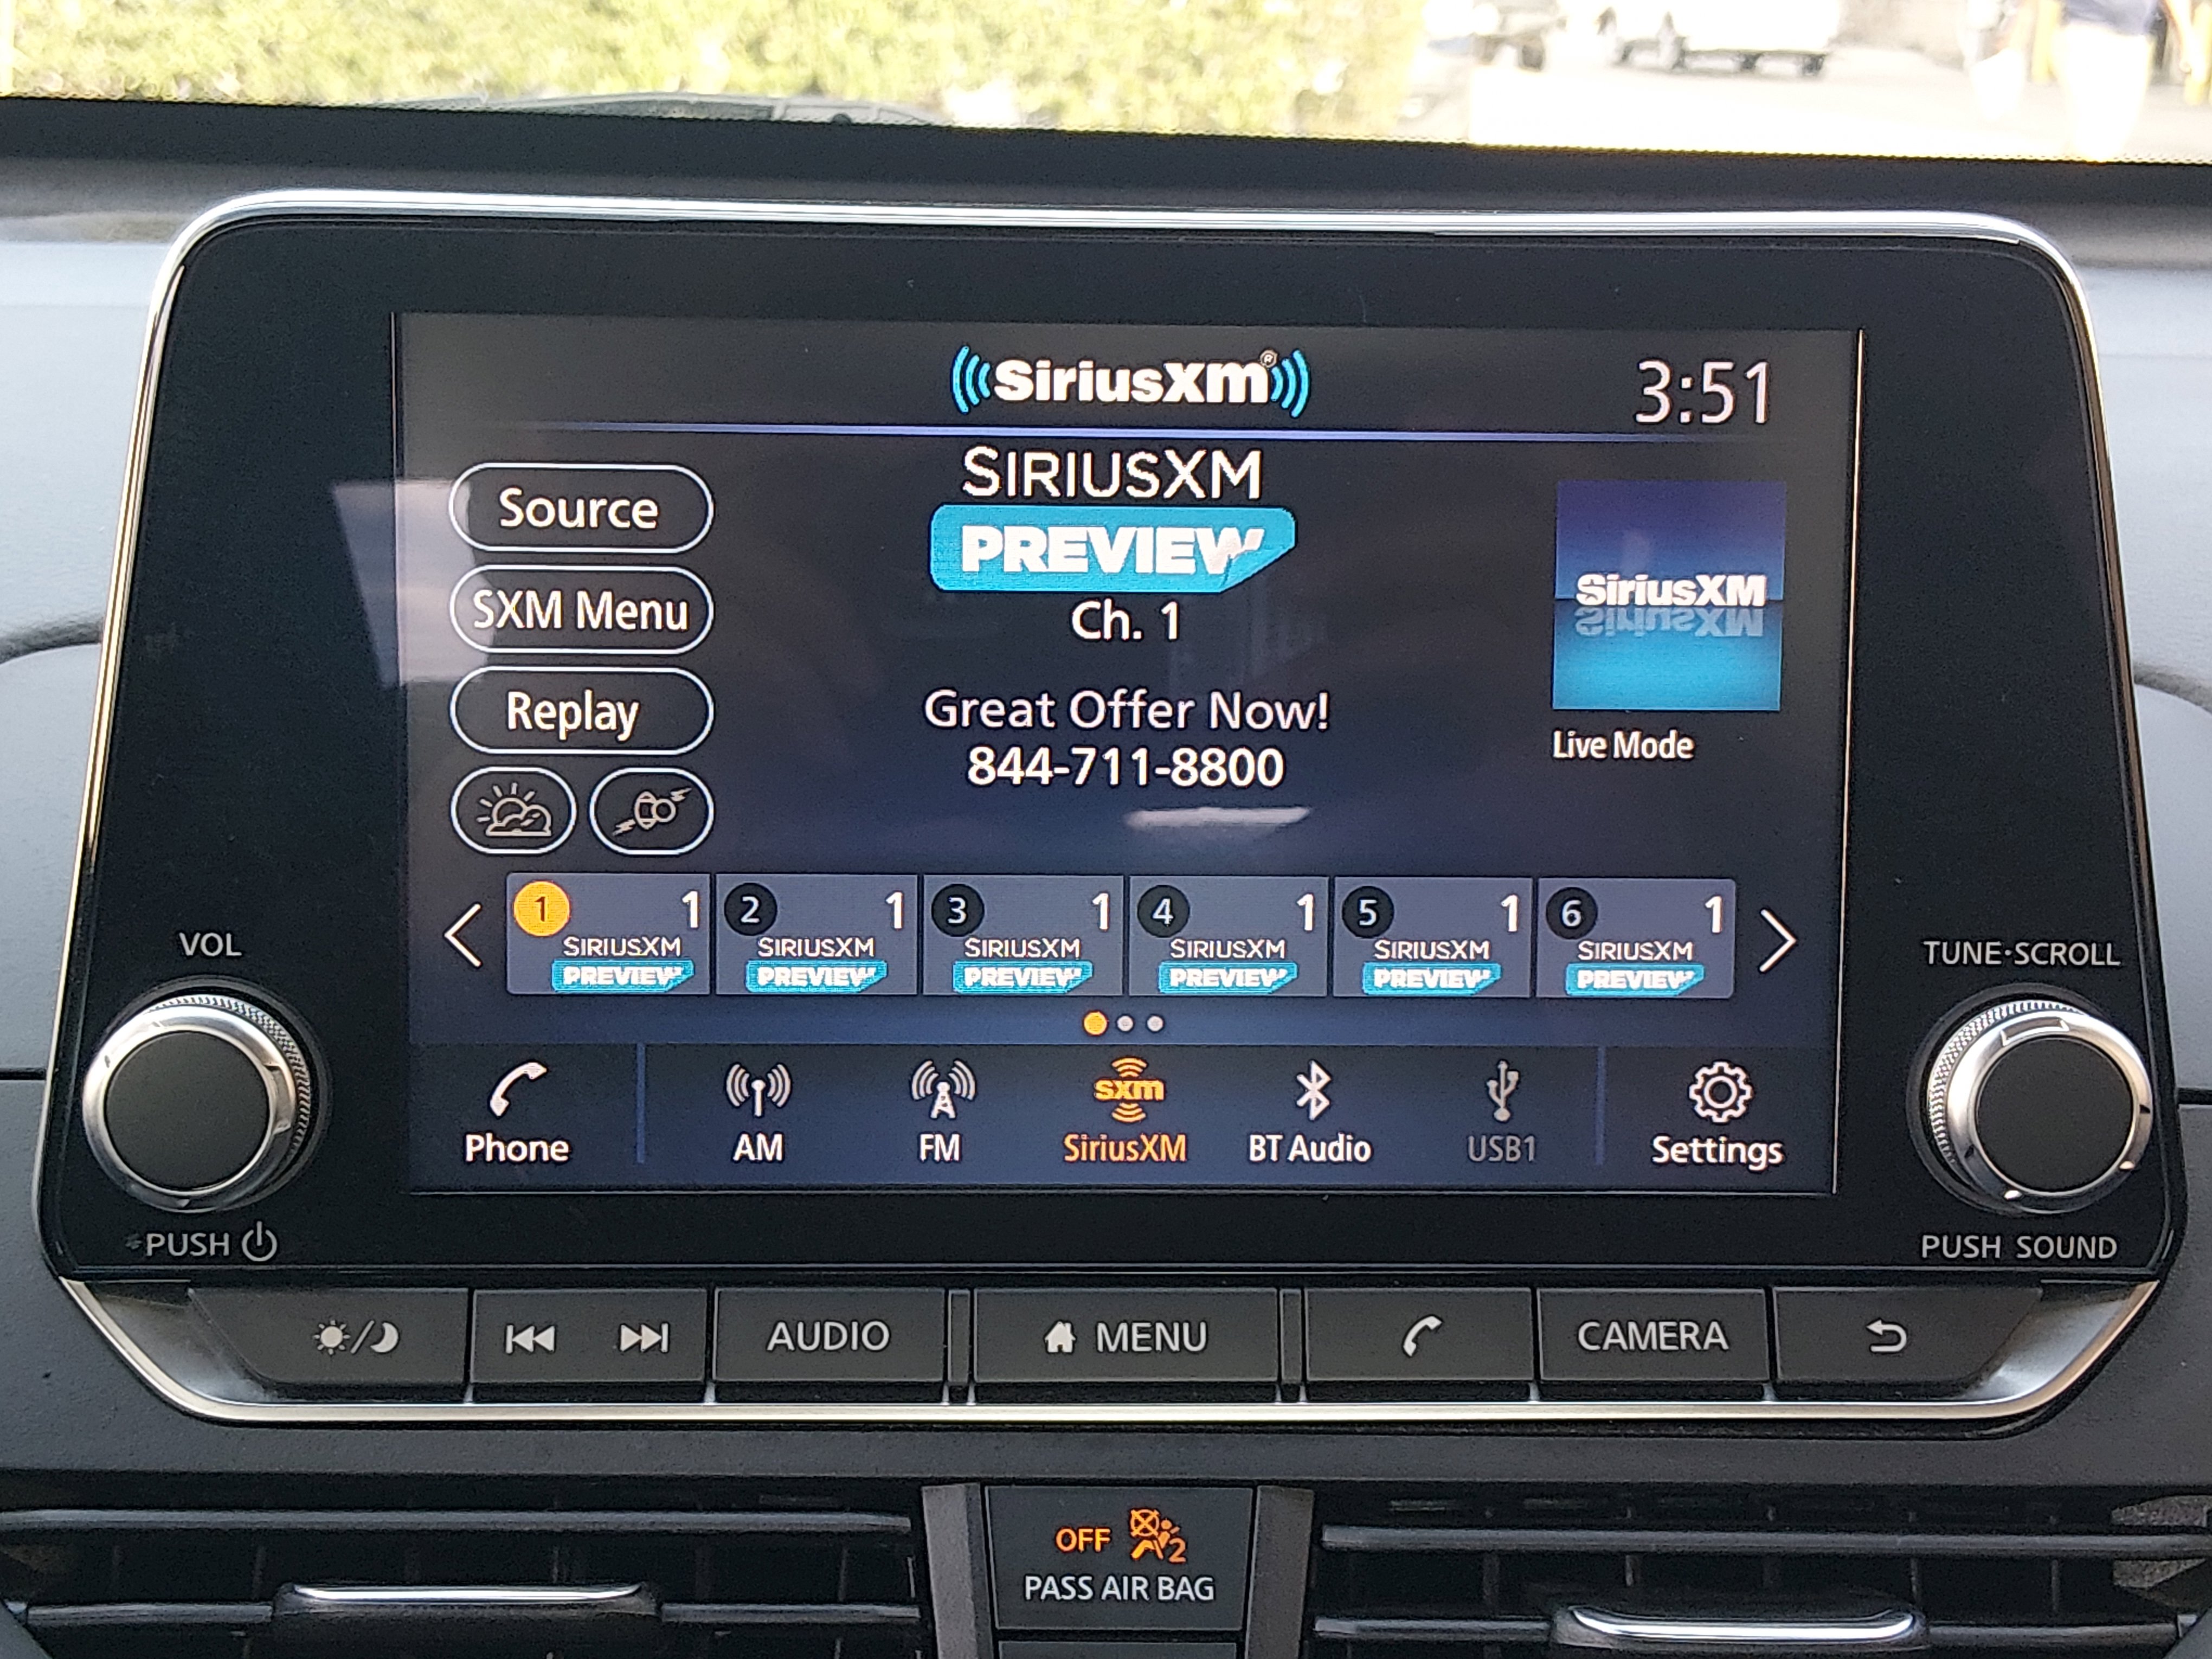 SiriusXM®
3:51
Source
SXM Menu
Replay
SIRIUSXM
PREVIEW
Ch. 1
Great Offer Now!
844-711-8800
SiriusXM
Live Mode
1 1 SIRIUSXM PREVIEW
2 1 SIRIUSXM PREVIEW
3 1 SIRIUSXM PREVIEW
4 1 SIRIUSXM PREVIEW
5 1 SIRIUSXM PREVIEW
6 1 SIRIUSXM PREVIEW
Phone
AM
FM
sxm
SiriusXM
BT Audio
USB1
Settings
VOL
PUSH
TUNE·SCROLL
PUSH SOUND
AUDIO
MENU
CAMERA
OFF 2
PASS AIR BAG